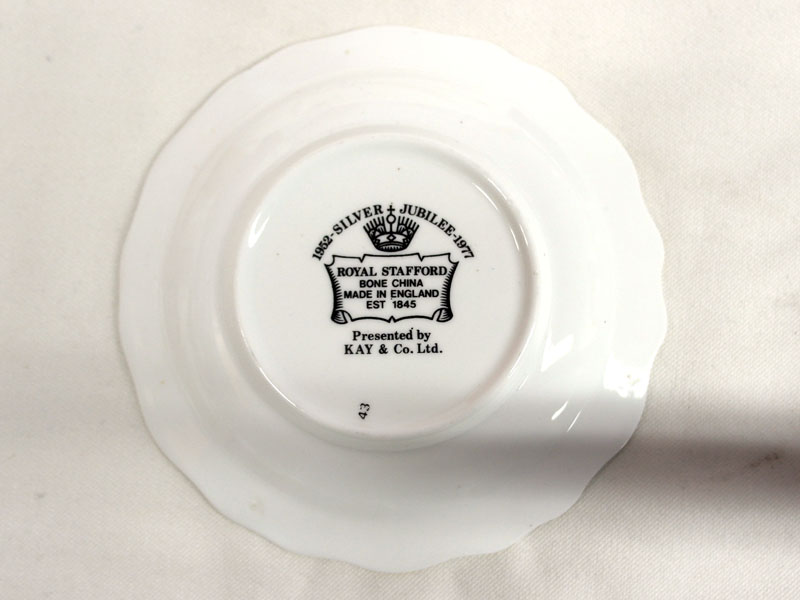 1952-SILVER JUBILEE-1977
ROYAL STAFFORD
BONE CHINA
MADE IN ENGLAND
EST 1845
Presented by
KAY & Co. Ltd.
43